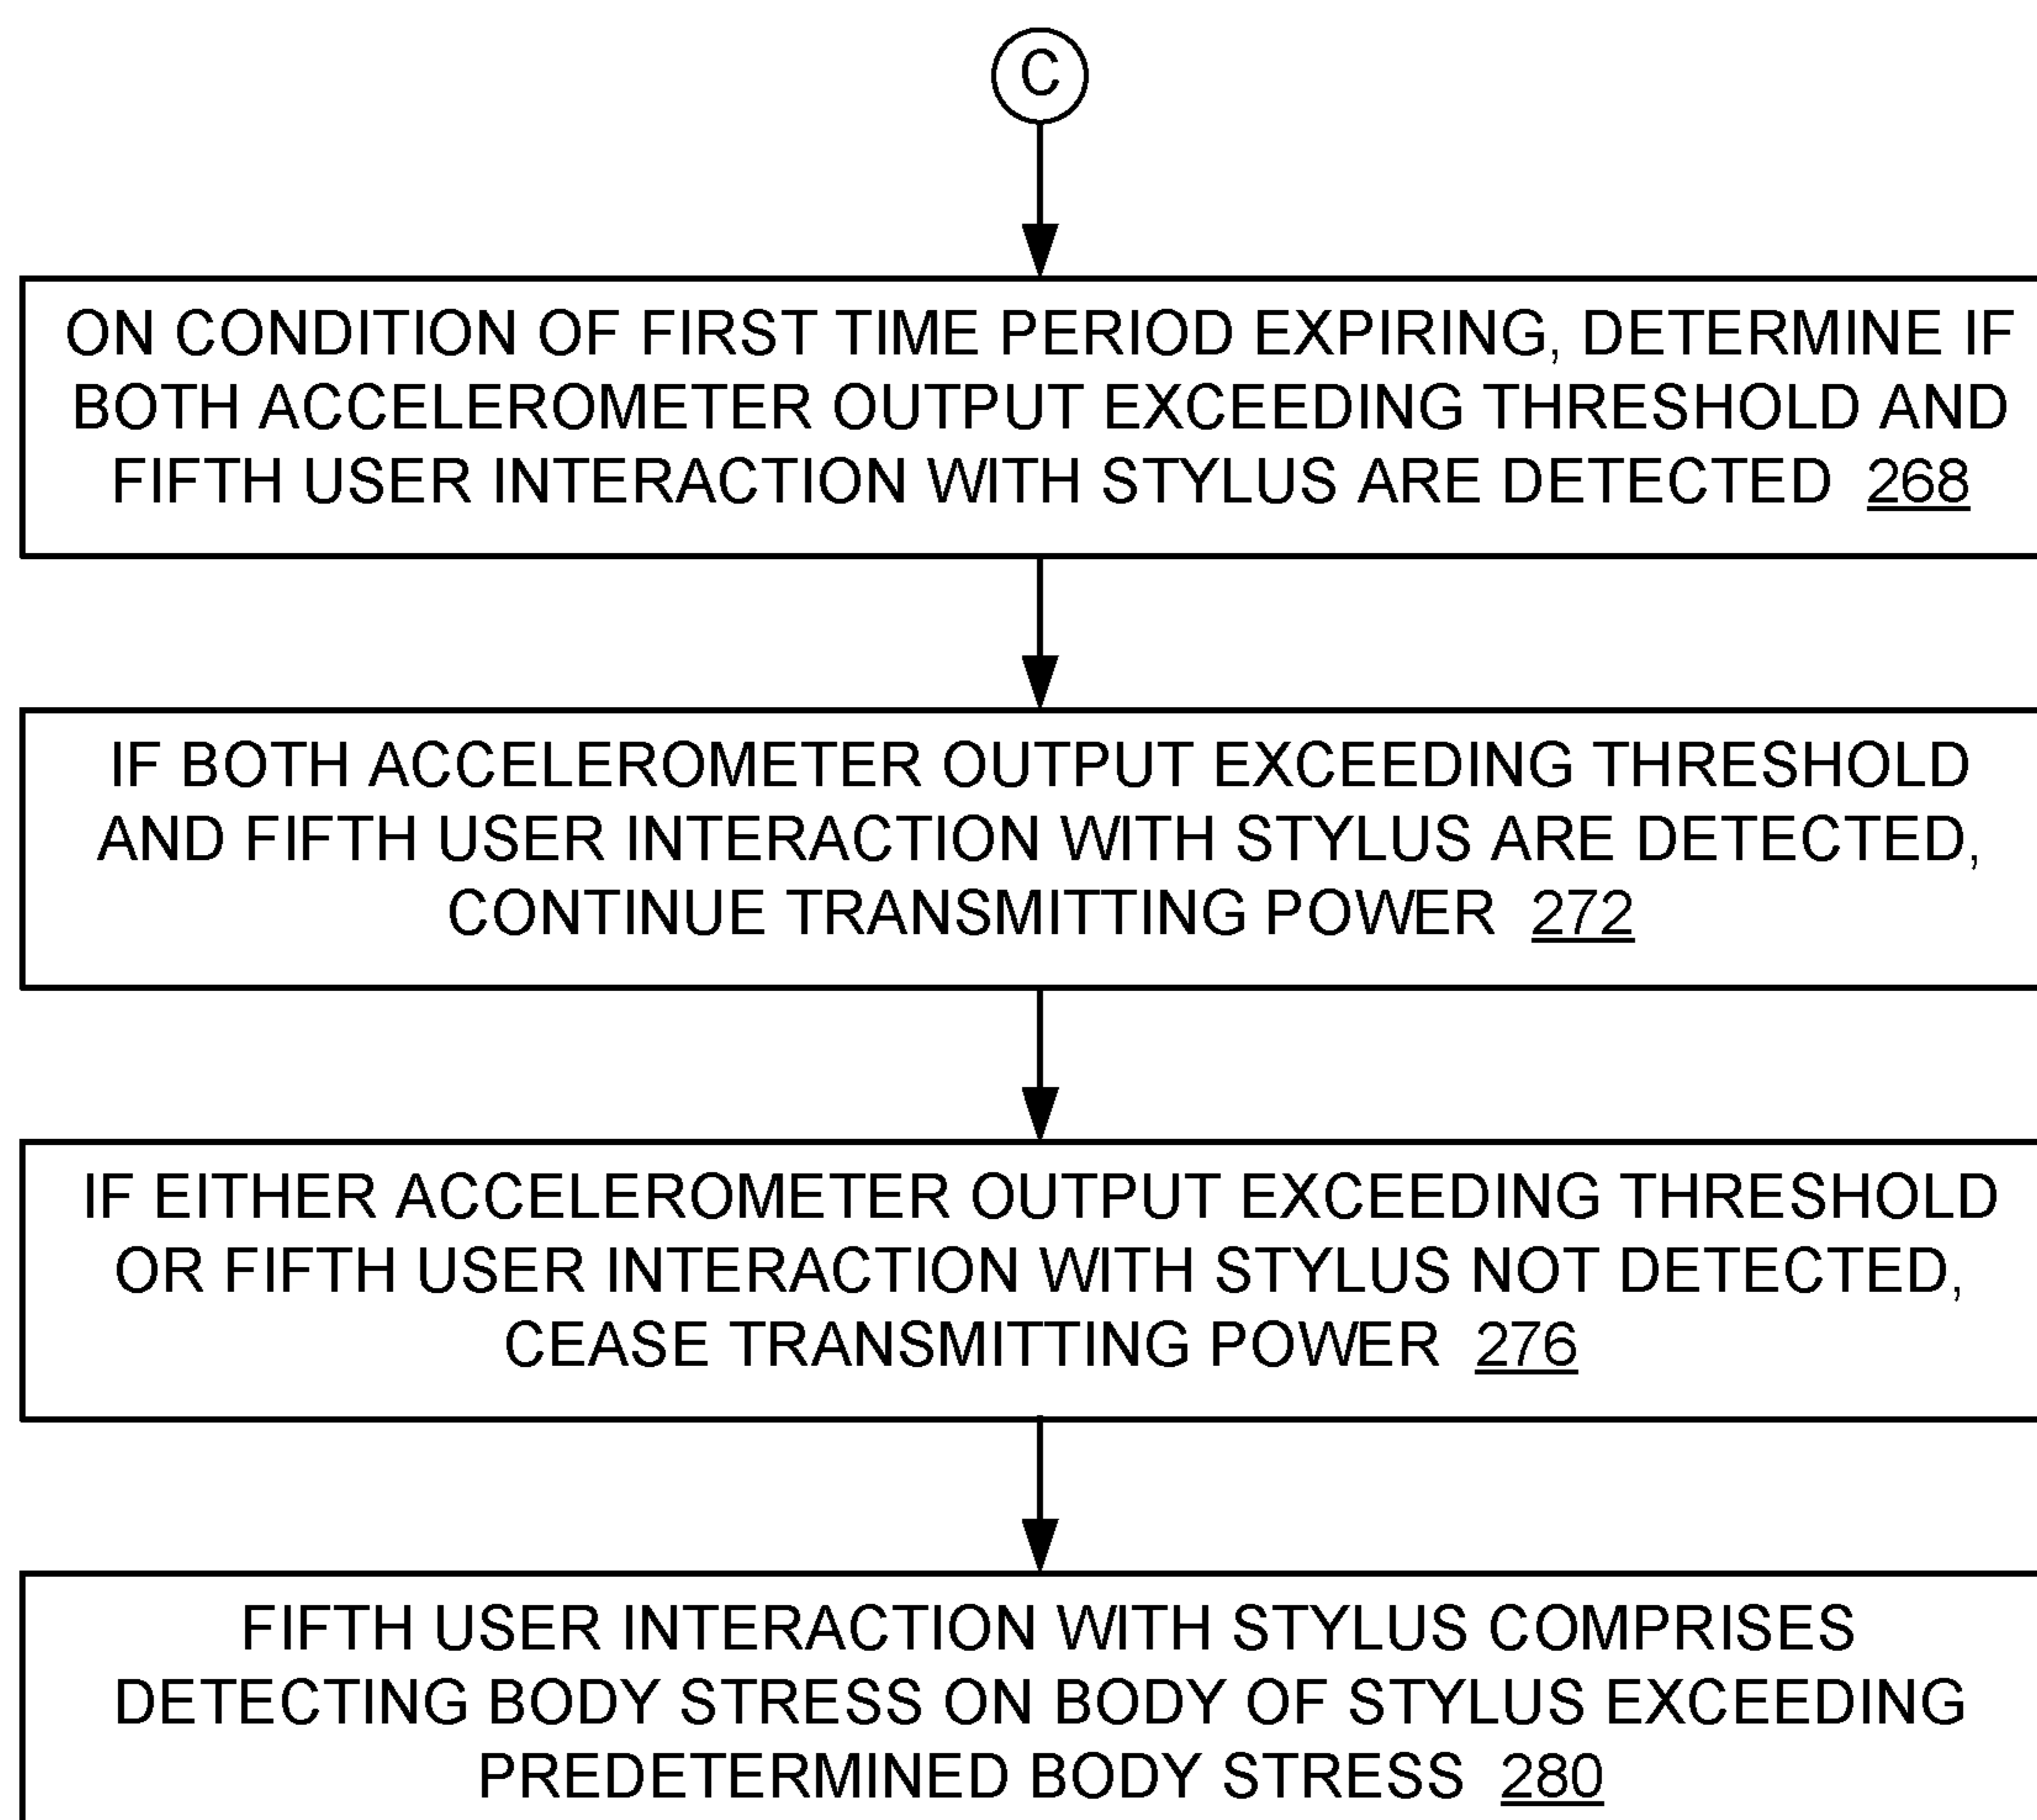 C
ON CONDITION OF FIRST TIME PERIOD EXPIRING, DETERMINE IF
BOTH ACCELEROMETER OUTPUT EXCEEDING THRESHOLD AND
FIFTH USER INTERACTION WITH STYLUS ARE DETECTED 268
IF BOTH ACCELEROMETER OUTPUT EXCEEDING THRESHOLD
AND FIFTH USER INTERACTION WITH STYLUS ARE DETECTED,
CONTINUE TRANSMITTING POWER 272
IF EITHER ACCELEROMETER OUTPUT EXCEEDING THRESHOLD
OR FIFTH USER INTERACTION WITH STYLUS NOT DETECTED,
CEASE TRANSMITTING POWER 276
FIFTH USER INTERACTION WITH STYLUS COMPRISES
DETECTING BODY STRESS ON BODY OF STYLUS EXCEEDING
PREDETERMINED BODY STRESS 280